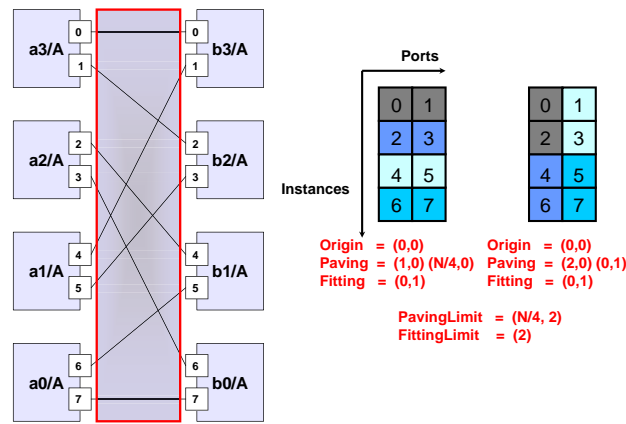 a3/A
0
1
0
1
b3/A
a2/A
2
3
2
3
b2/A
a1/A
4
5
4
5
b1/A
a0/A
6
7
6
7
b0/A
Ports
Instances
0 1
2 3
4 5
6 7
0 1
2 3
4 5
6 7
Origin = (0,0)
Paving = (1,0) (N/4,0)
Fitting = (0,1)
Origin = (0,0)
Paving = (2,0) (0,1)
Fitting = (0,1)
PavingLimit = (N/4, 2)
FittingLimit = (2)